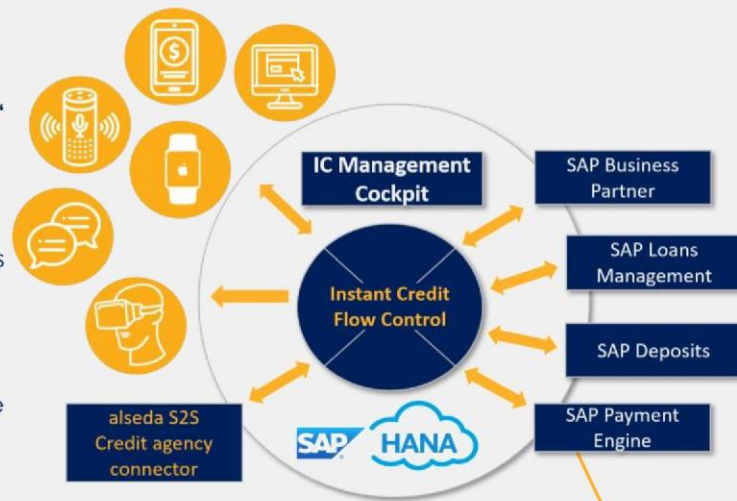 IC Management
Cockpit
SAP Business
Partner
SAP Loans
Management
Instant Credit
Flow Control
SAP Deposits
s
e
alseda S2S
Credit agency
connector
SAP HANA
SAP Payment
Engine